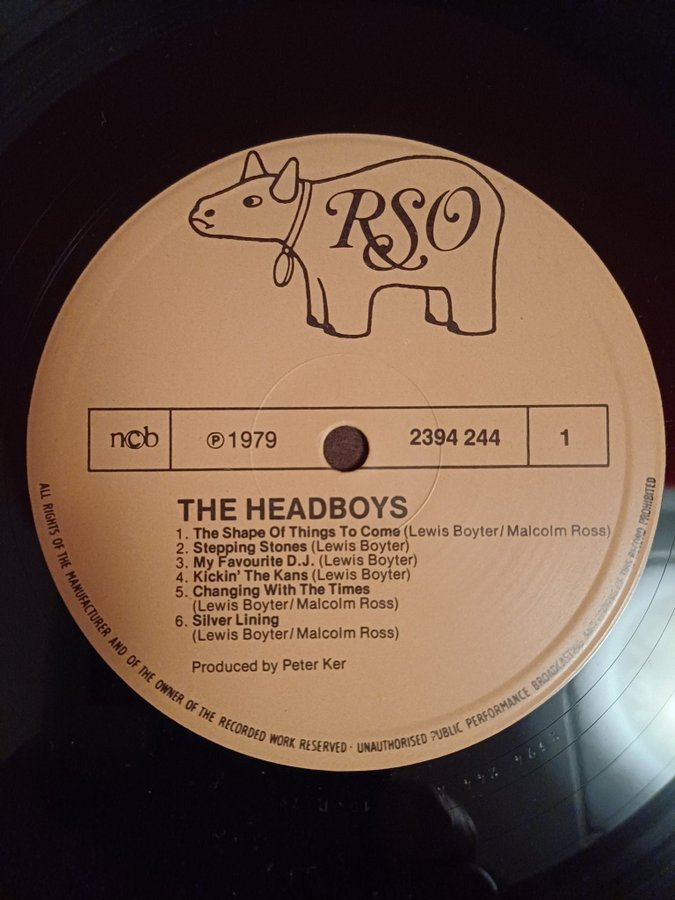 RSO
ncb
℗1979
2394 244
1
THE HEADBOYS
1. The Shape Of Things To Come (Lewis Boyter/Malcolm Ross)
2. Stepping Stones (Lewis Boyter)
3. My Favourite D.J. (Lewis Boyter)
4. Kickin' The Kans (Lewis Boyter)
5. Changing With The Times
(Lewis Boyter/Malcolm Ross)
6. Silver Lining
(Lewis Boyter/Malcolm Ross)
Produced by Peter Ker
ALL RIGHTS OF THE MANUFACTURER AND OF THE OWNER OF THE RECORDED WORK RESERVED · UNAUTHORISED PUBLIC PERFORMANCE BROADCASTING AND COPYING OF THIS RECORD PROHIBITED